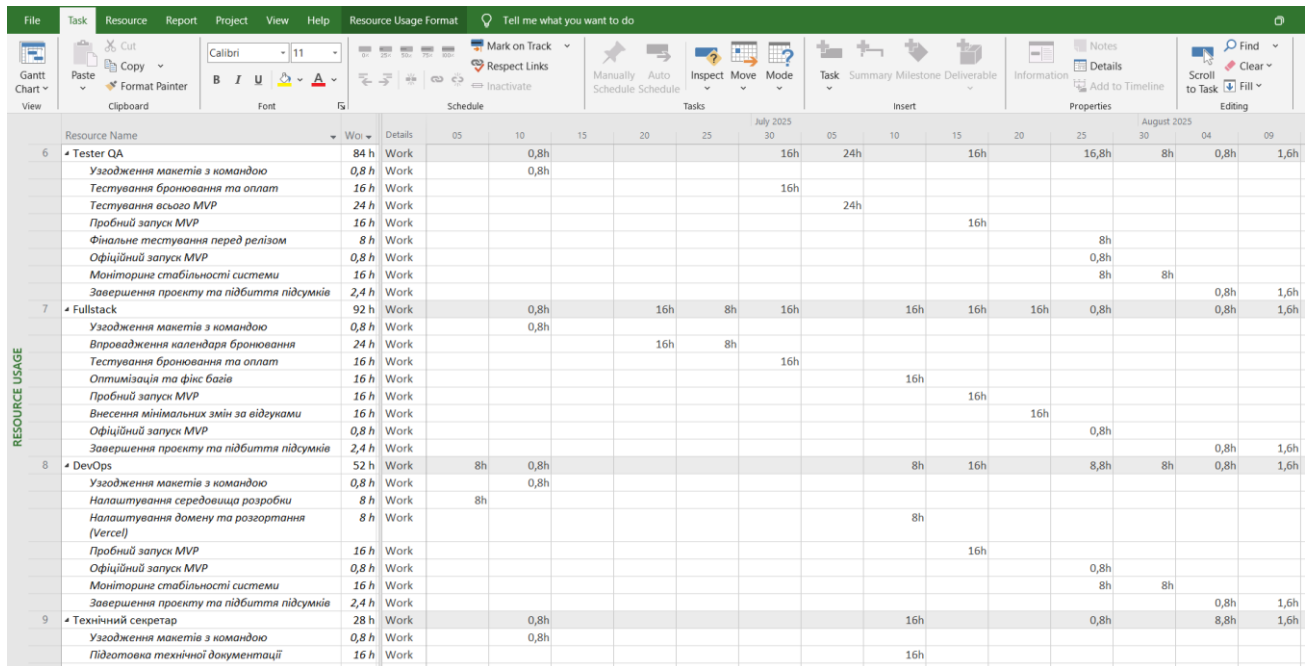 File Task Resource Report Project View Help Resource Usage Format Tell me what you want to do
Gantt Chart
View
Paste
Cut
Copy
Format Painter
Clipboard
Calibri 11
B I U A
Font
0% 25% 50% 75% 100%
Mark on Track
Respect Links
Inactivate
Schedule
Manually Schedule
Auto Schedule
Inspect
Move
Mode
Tasks
Task
Summary
Milestone
Deliverable
Insert
Information
Notes
Details
Add to Timeline
Properties
Scroll to Task
Find
Clear
Fill
Editing
July 2025 August 2025
Resource Name Wor Details 05 10 15 20 25 30 05 10 15 20 25 30 04 09
RESOURCE USAGE
6 Tester QA 84 h Work 0,8h 16h 24h 16h 16,8h 8h 0,8h 1,6h
Узгодження макетів з командою 0,8 h Work 0,8h
Тестування бронювання та оплат 16 h Work 16h
Тестування всього MVP 24 h Work 24h
Пробний запуск MVP 16 h Work 16h
Фінальне тестування перед релізом 8 h Work 8h
Офіційний запуск MVP 0,8 h Work 0,8h
Моніторинг стабільності системи 16 h Work 8h 8h
Завершення проєкту та підбиття підсумків 2,4 h Work 0,8h 1,6h
7 Fullstack 92 h Work 0,8h 16h 8h 16h 16h 16h 16h 0,8h 0,8h 1,6h
Узгодження макетів з командою 0,8 h Work 0,8h
Впровадження календаря бронювання 24 h Work 16h 8h
Тестування бронювання та оплат 16 h Work 16h
Оптимізація та фікс багів 16 h Work 16h
Пробний запуск MVP 16 h Work 16h
Внесення мінімальних змін за відгуками 16 h Work 16h
Офіційний запуск MVP 0,8 h Work 0,8h
Завершення проєкту та підбиття підсумків 2,4 h Work 0,8h 1,6h
8 DevOps 52 h Work 8h 0,8h 8h 16h 8,8h 8h 0,8h 1,6h
Узгодження макетів з командою 0,8 h Work 0,8h
Налаштування середовища розробки 8 h Work 8h
Налаштування домену та розгортання 8 h Work 8h
(Vercel)
Пробний запуск MVP 16 h Work 16h
Офіційний запуск MVP 0,8 h Work 0,8h
Моніторинг стабільності системи 16 h Work 8h 8h
Завершення проєкту та підбиття підсумків 2,4 h Work 0,8h 1,6h
9 Технічний секретар 28 h Work 0,8h 16h 0,8h 8,8h 1,6h
Узгодження макетів з командою 0,8 h Work 0,8h
Підготовка технічної документації 16 h Work 16h